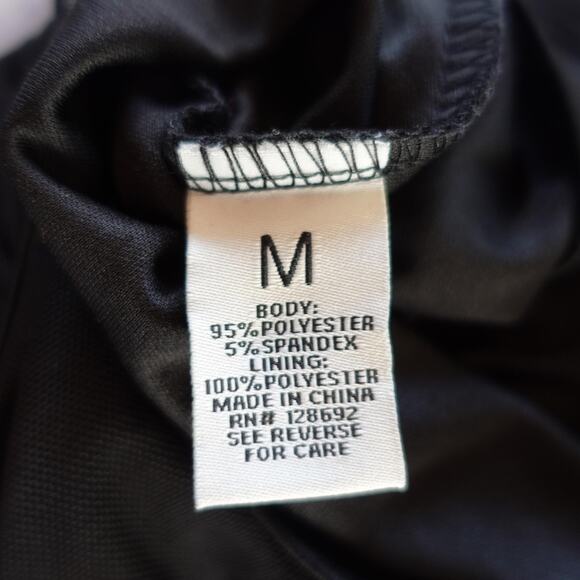 M
BODY:
95%POLYESTER
5%SPANDEX
LINING:
100%POLYESTER
MADE IN CHINA
RN# 128692
SEE REVERSE
FOR CARE